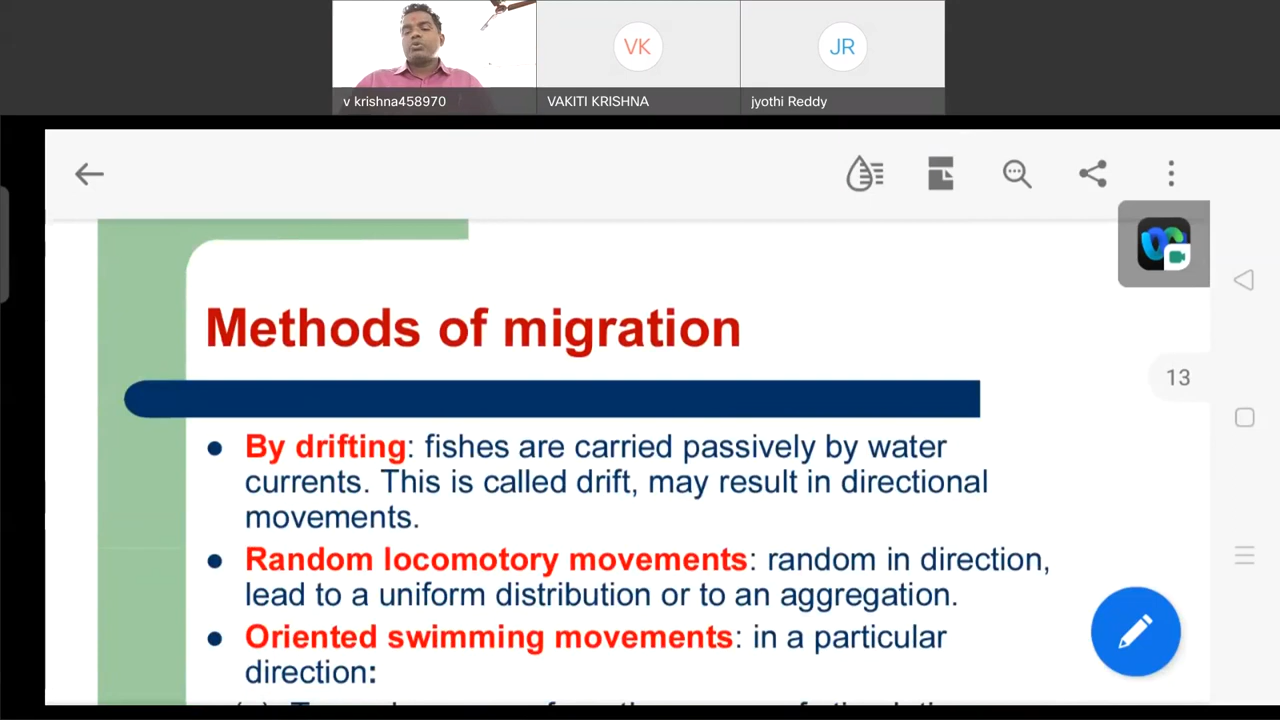 VK
JR
v krishna458970
VAKITI KRISHNA
jyothi Reddy
Methods of migration
13
● By drifting: fishes are carried passively by water
currents. This is called drift, may result in directional
movements.
● Random locomotory movements: random in direction,
lead to a uniform distribution or to an aggregation.
● Oriented swimming movements: in a particular
direction: